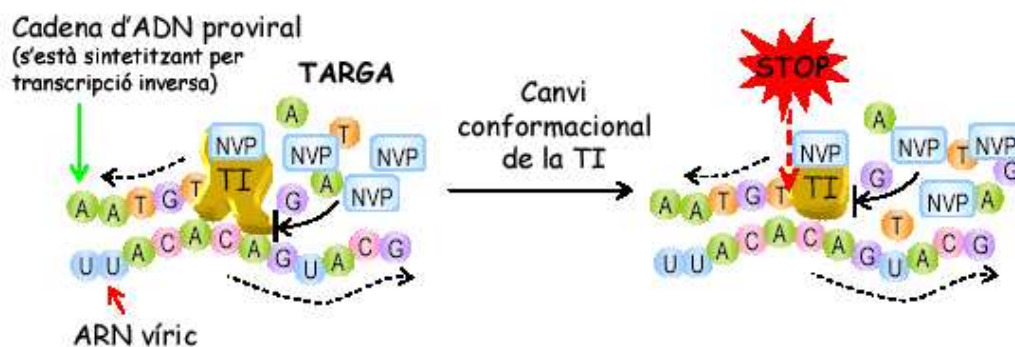 Cadena d'ADN proviral
(s'està sintetitzant per
transcripció inversa)
TARGA
A
T
NVP
NVP
NVP
TI
A
G
NVP
A A T G T
U U A C A C A G U A C G
ARN víric
Canvi
conformacional
de la TI
STOP
A
NVP
NVP
T
NVP
TI
G
G
NVP
A
T
A A T G T
U U A C A C A G U A C G